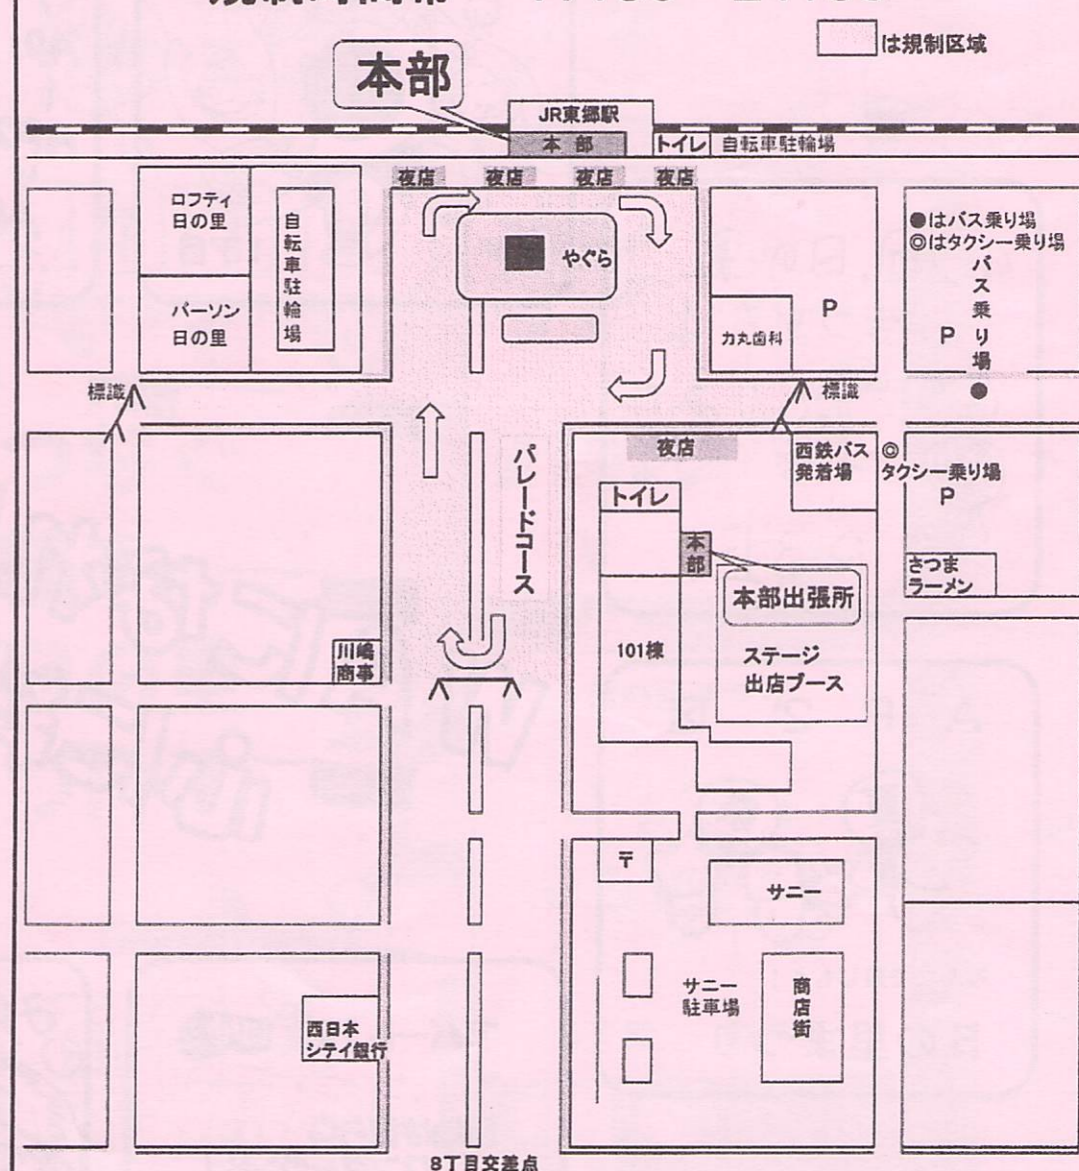 は規制区域
本部
JR東郷駅
本 部
トイレ
自転車駐輪場
夜店
夜店
夜店
夜店
ロフティ
日の里
自転車駐輪場
パーソン
日の里
やぐら
力丸歯科
P
●はバス乗り場
◎はタクシー乗り場
バス乗り場
P
●
標識
標識
夜店
西鉄バス
発着場
◎
タクシー乗り場
P
パレードコース
トイレ
本部
本部出張所
さつま
ラーメン
101棟
ステージ
出店ブース
川嶋
商事
〒
サニー
サニー
駐車場
商店街
西日本
シテイ銀行
8丁目交差点